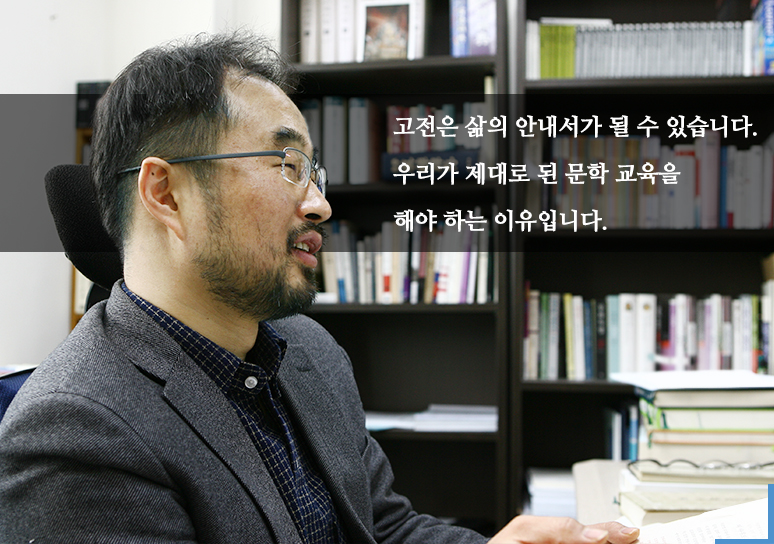 고전은 삶의 안내서가 될 수 있습니다.
우리가 제대로 된 문학 교육을
해야 하는 이유입니다.